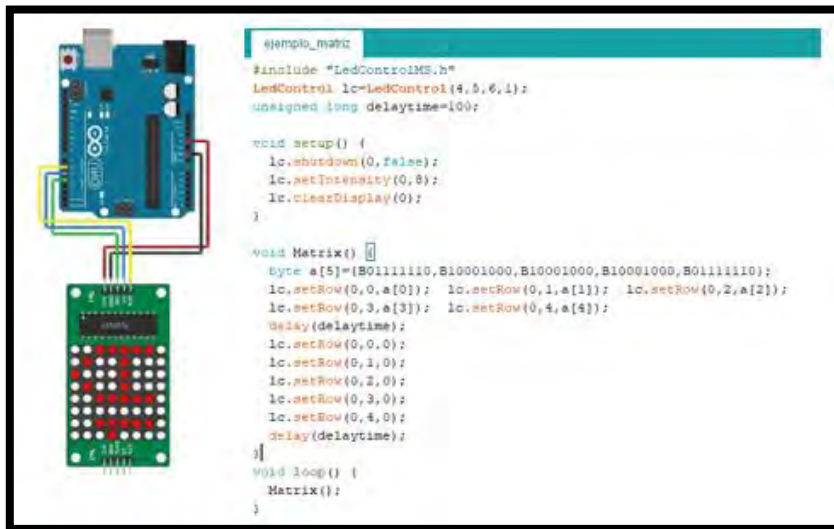 ejemplo_matriz
#include "LedControlMS.h"
LedControl lc=LedControl(4,5,6,1);
unsigned long delaytime=100;
void setup() {
lc.shutdown(0,false);
lc.setIntensity(0,8);
lc.clearDisplay(0);
}
void Matrix() {
byte a[5]={B01111110,B10001000,B10001000,B10001000,B01111110};
lc.setRow(0,0,a[0]); lc.setRow(0,1,a[1]); lc.setRow(0,2,a[2]);
lc.setRow(0,3,a[3]); lc.setRow(0,4,a[4]);
delay(delaytime);
lc.setRow(0,0,0);
lc.setRow(0,1,0);
lc.setRow(0,2,0);
lc.setRow(0,3,0);
lc.setRow(0,4,0);
delay(delaytime);
}
void loop() {
Matrix();
}